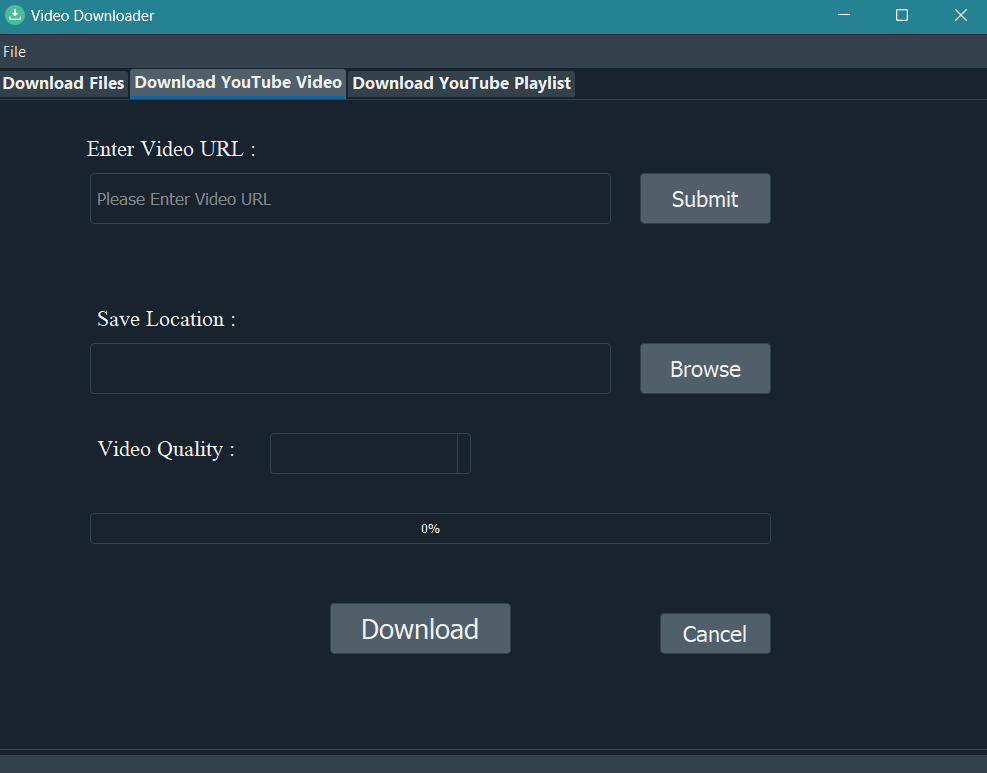 Video Downloader
File
Download Files Download YouTube Video Download YouTube Playlist
Enter Video URL :
Please Enter Video URL Submit
Save Location :
Browse
Video Quality :
0%
Download Cancel